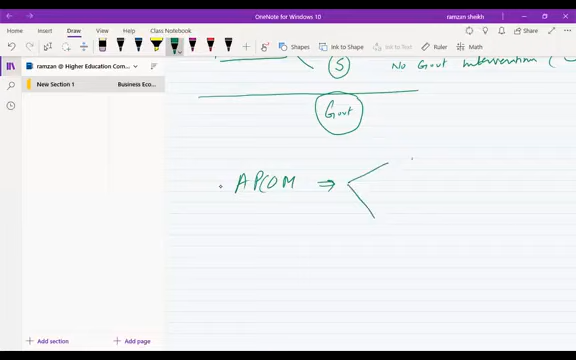 OneNote for Windows 10
ramzan sheikh
Home Insert Draw View Help Class Notebook
Share
Shapes Ink to Shape Ink to Text Ruler Math
ramzan @ Higher Education Com...
New Section 1 Business Eco...
S No Govt Intervention (
Govt
APCOM ⇒
+ Add section + Add page